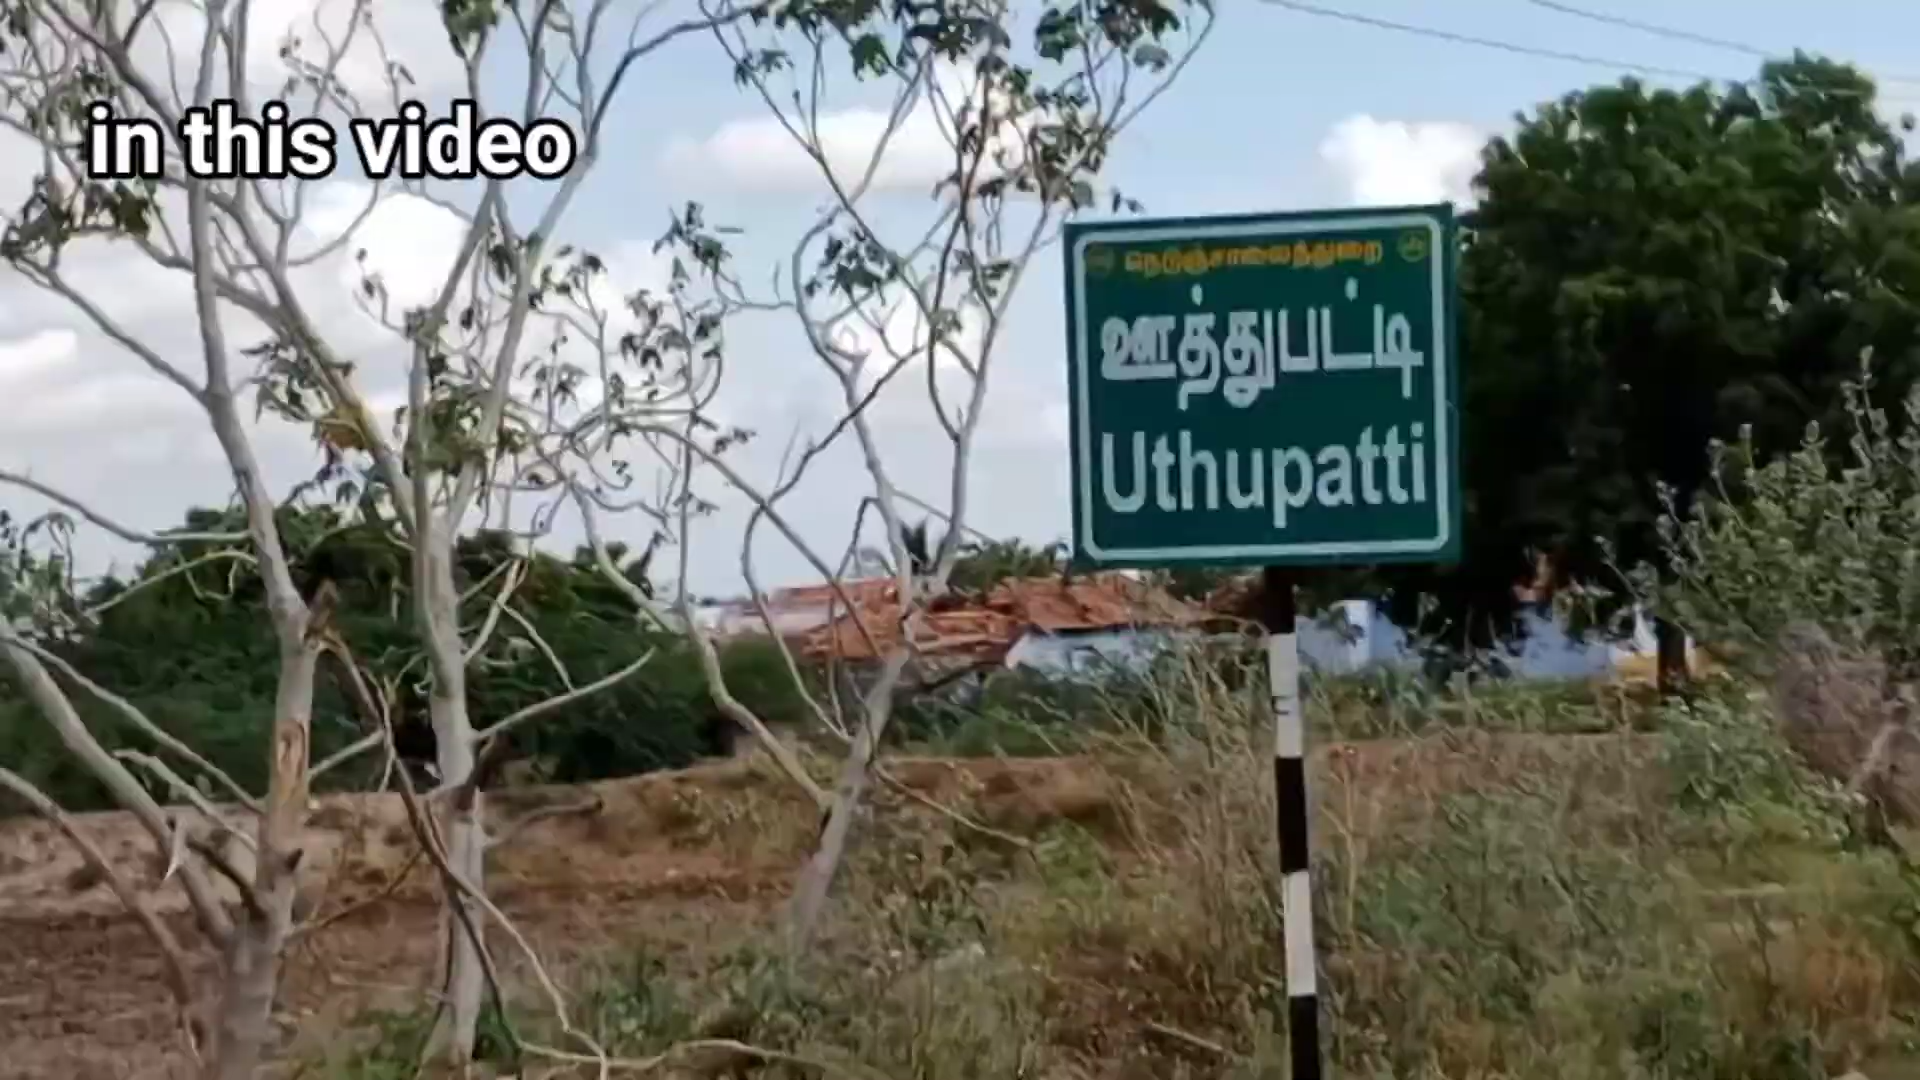 in this video
நெடுஞ்சாலைத்துறை
ஊத்துபட்டி
Uthupatti